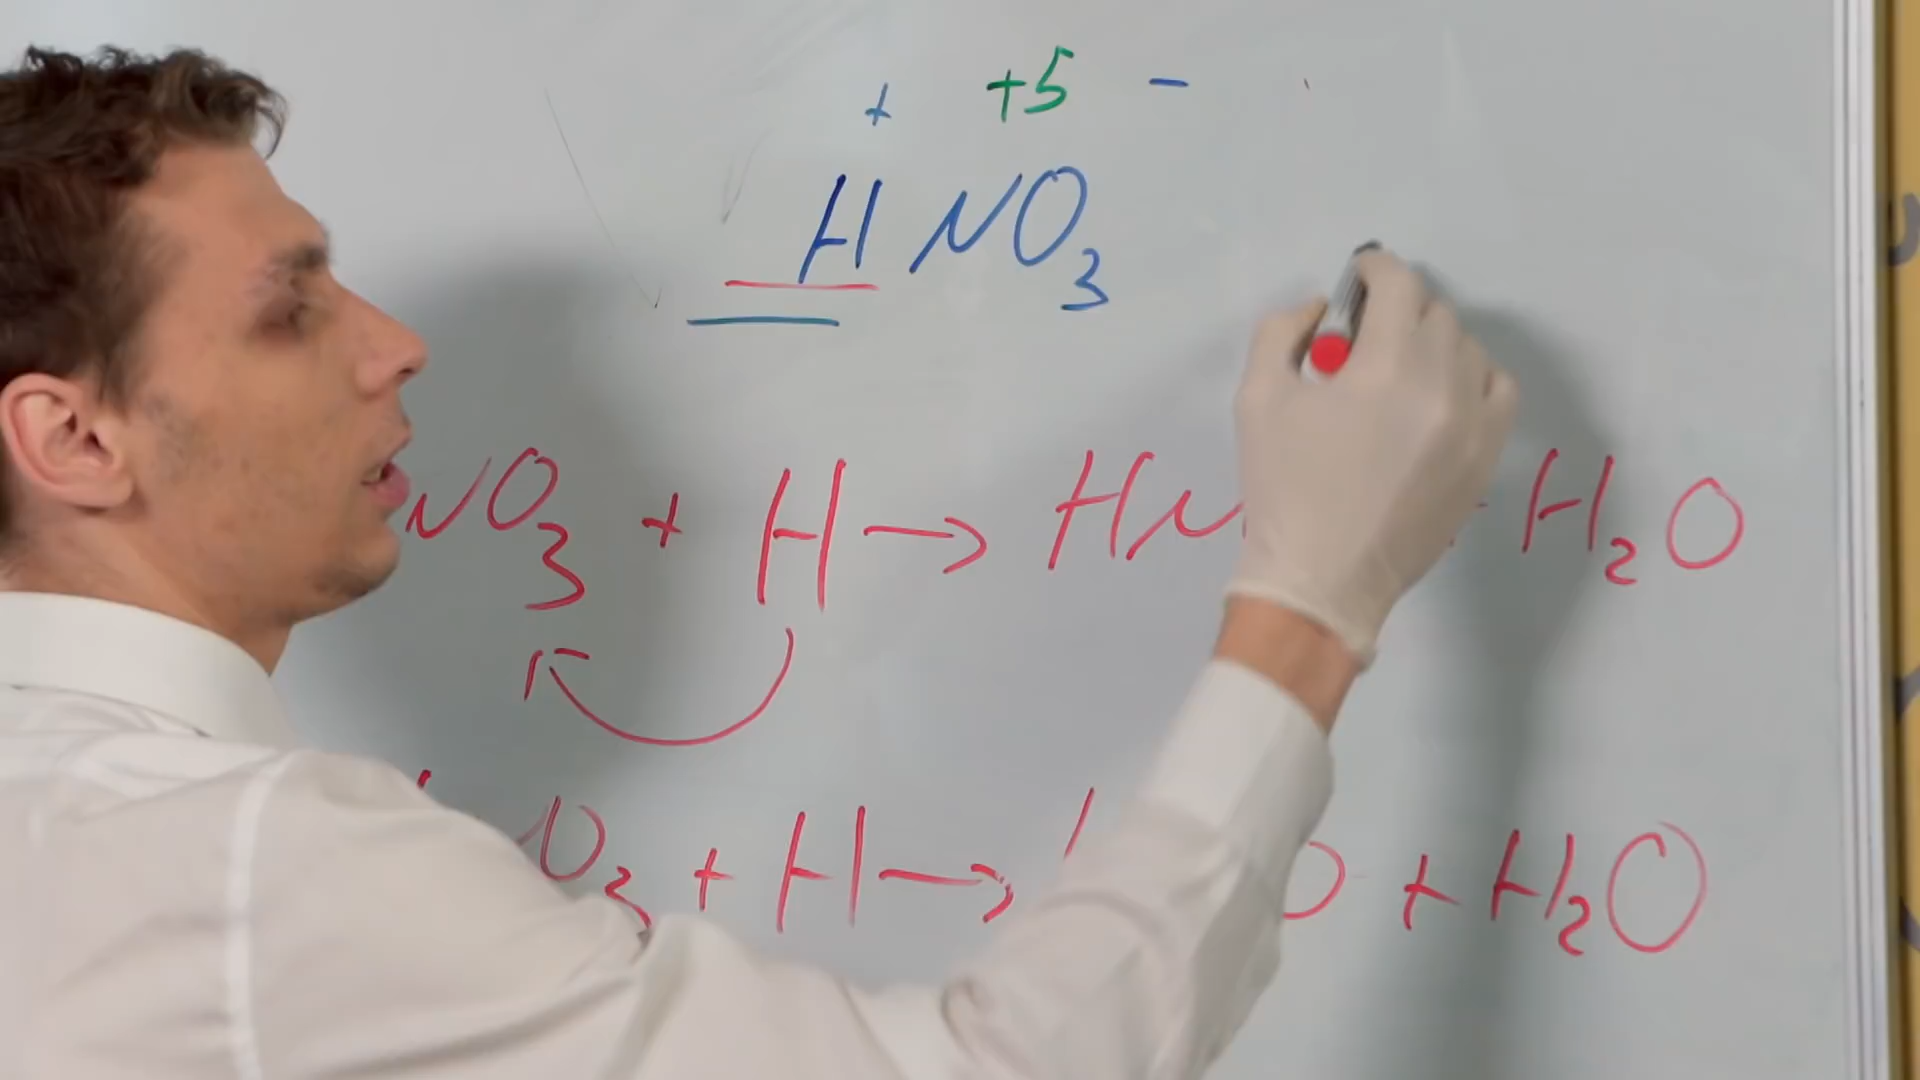 + +5 -
HNO3
NO3 + H → HN H2O
O3 + H → O + H2O